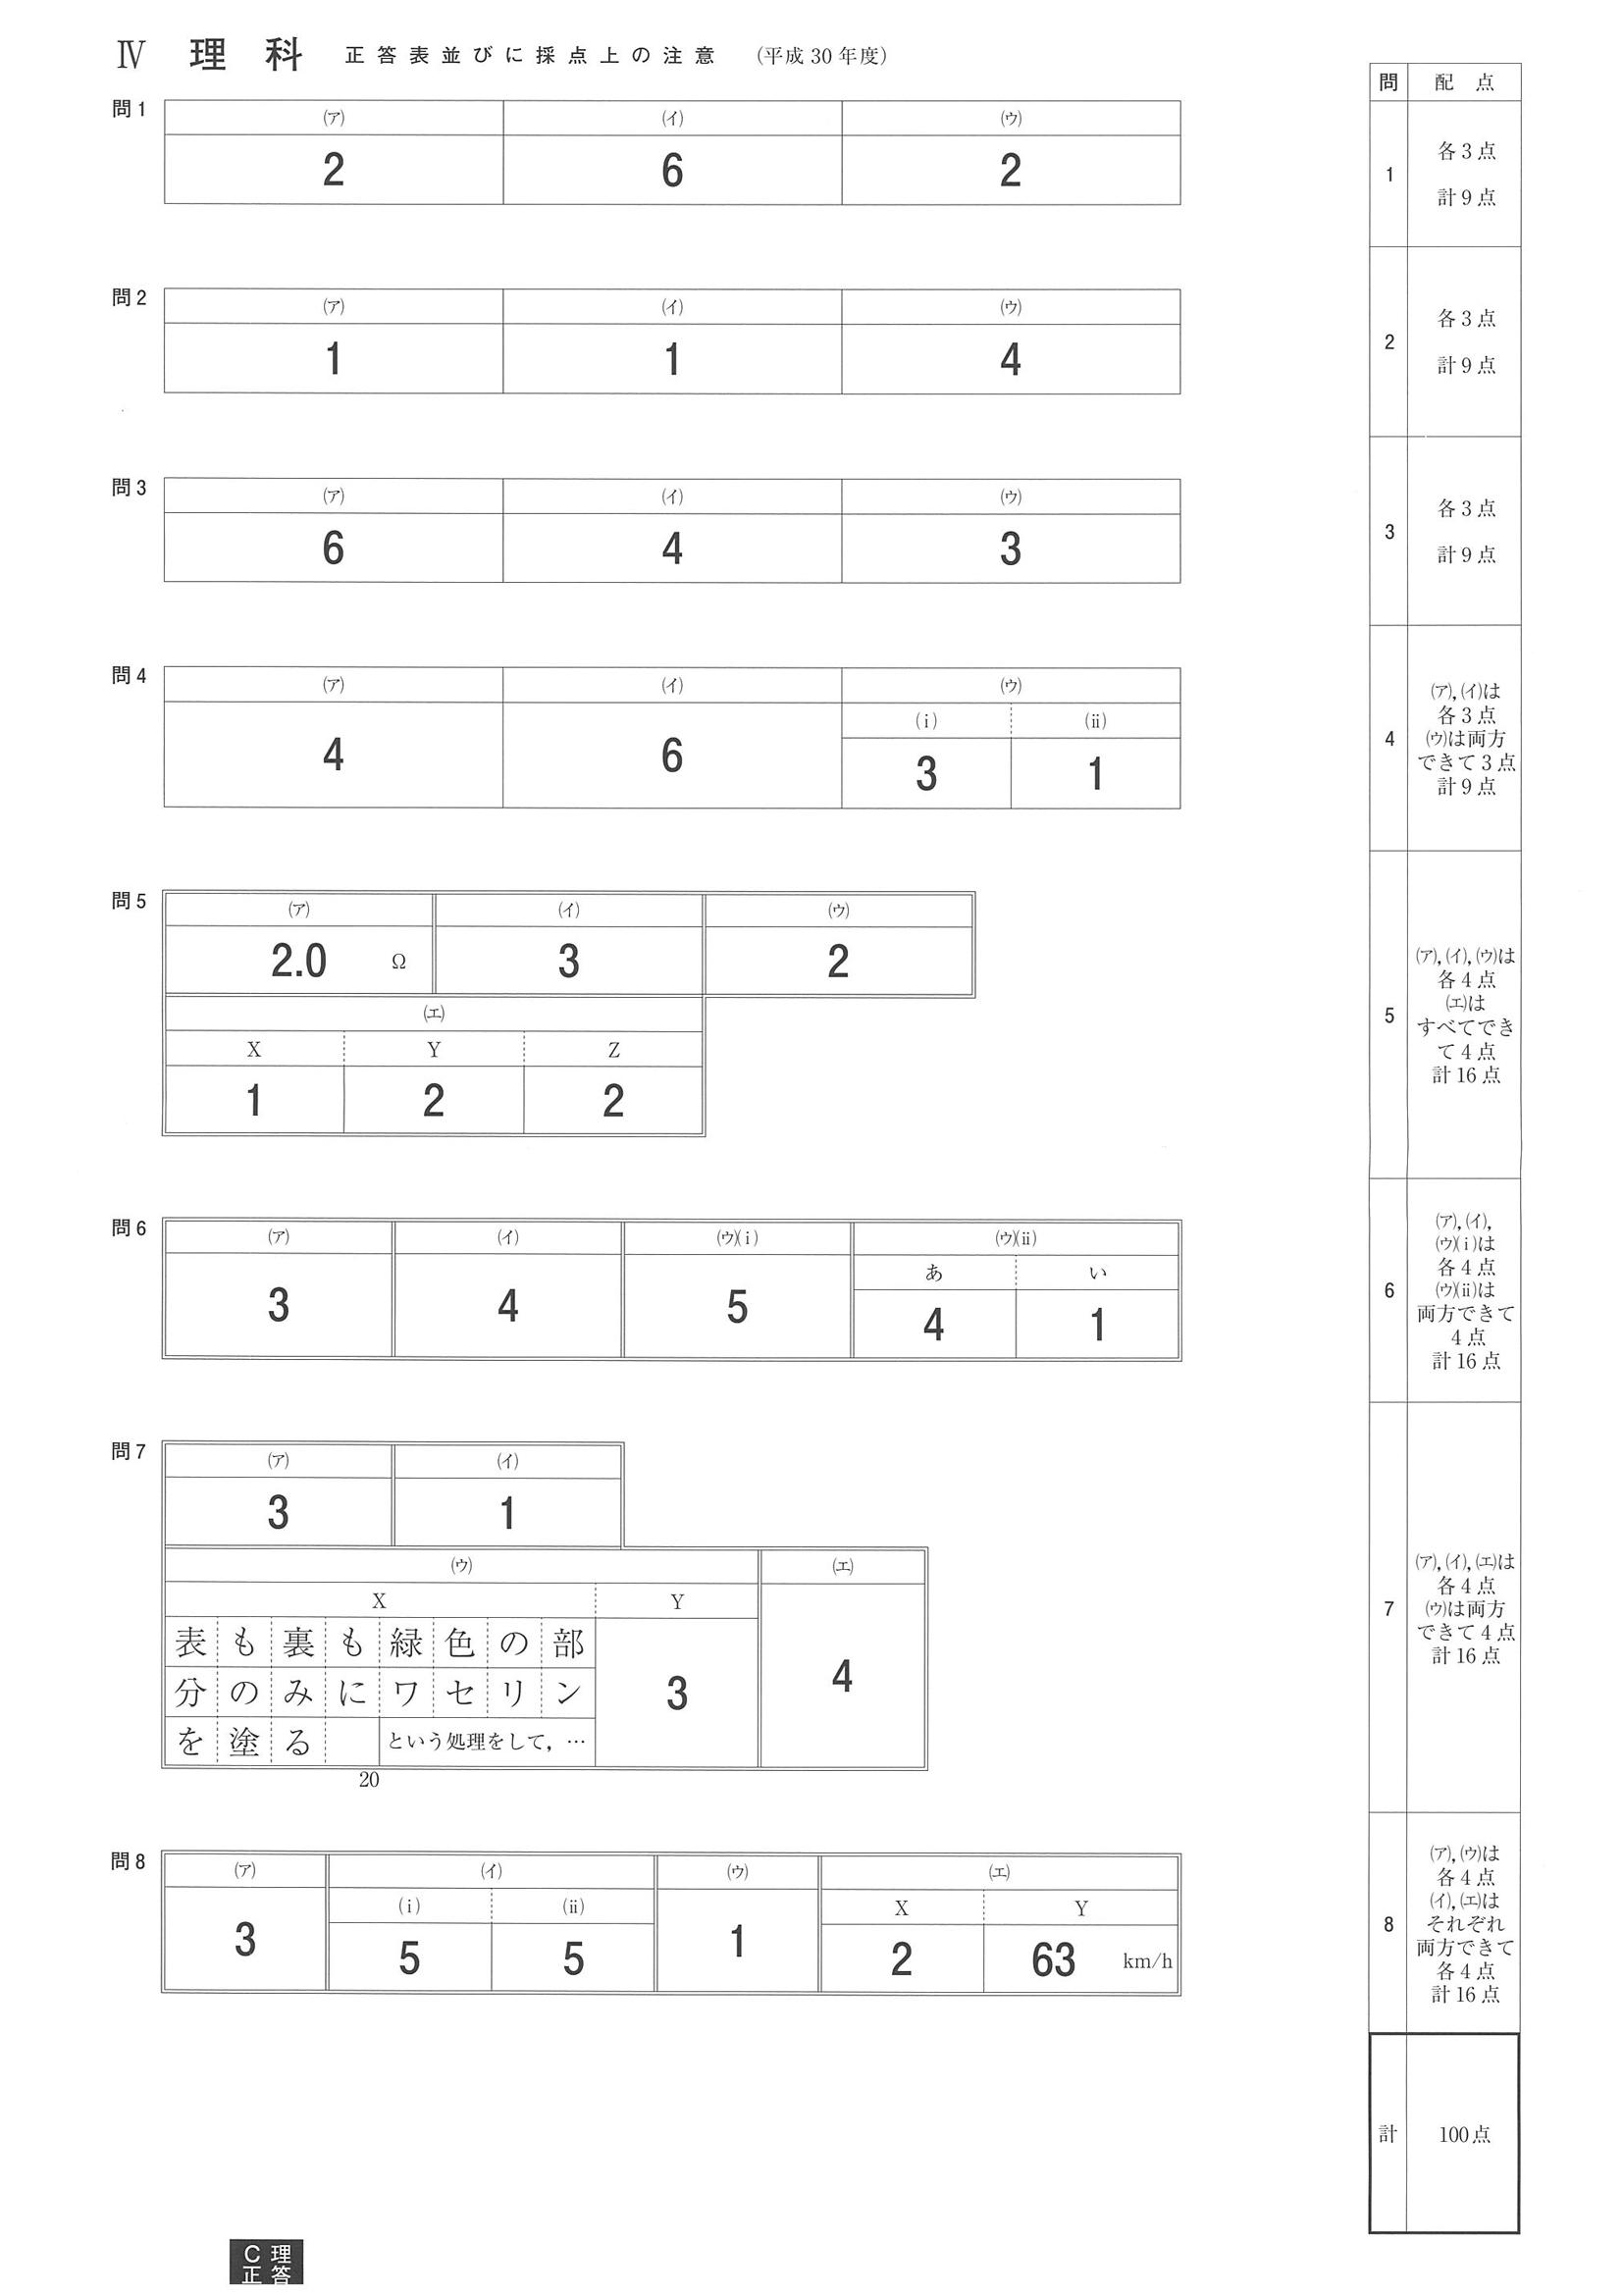 Ⅳ 理科 正答表並びに採点上の注意 (平成30年度)
問 配点
問1
(ア) (イ) (ウ)
2 6 2
1
各3点
計9点
問2
(ア) (イ) (ウ)
1 1 4
2
各3点
計9点
問3
(ア) (イ) (ウ)
6 4 3
3
各3点
計9点
問4
(ア) (イ) (ウ)
(ⅰ) (ⅱ)
4 6 3 1
4
(ア),(イ)は
各3点
(ウ)は両方
できて3点
計9点
問5
(ア) (イ) (ウ)
2.0 Ω 3 2
(エ)
X Y Z
1 2 2
5
(ア),(イ),(ウ)は
各4点
(エ)は
すべてでき
て4点
計16点
問6
(ア) (イ) (ウ)(ⅰ) (ウ)(ⅱ)
あ い
3 4 5 4 1
6
(ア),(イ),
(ウ)(ⅰ)は
各4点
(ウ)(ⅱ)は
両方できて
4点
計16点
問7
(ア) (イ)
3 1
(ウ) (エ)
X Y
表も裏も緑色の部
分のみにワセリン
を塗る という処理をして,…
3 4
20
7
(ア),(イ),(エ)は
各4点
(ウ)は両方
できて4点
計16点
問8
(ア) (イ) (ウ) (エ)
(ⅰ) (ⅱ) X Y
3 5 5 1 2 63 km/h
8
(ア),(ウ)は
各4点
(イ),(エ)は
それぞれ
両方できて
各4点
計16点
計 100点
C理
正答